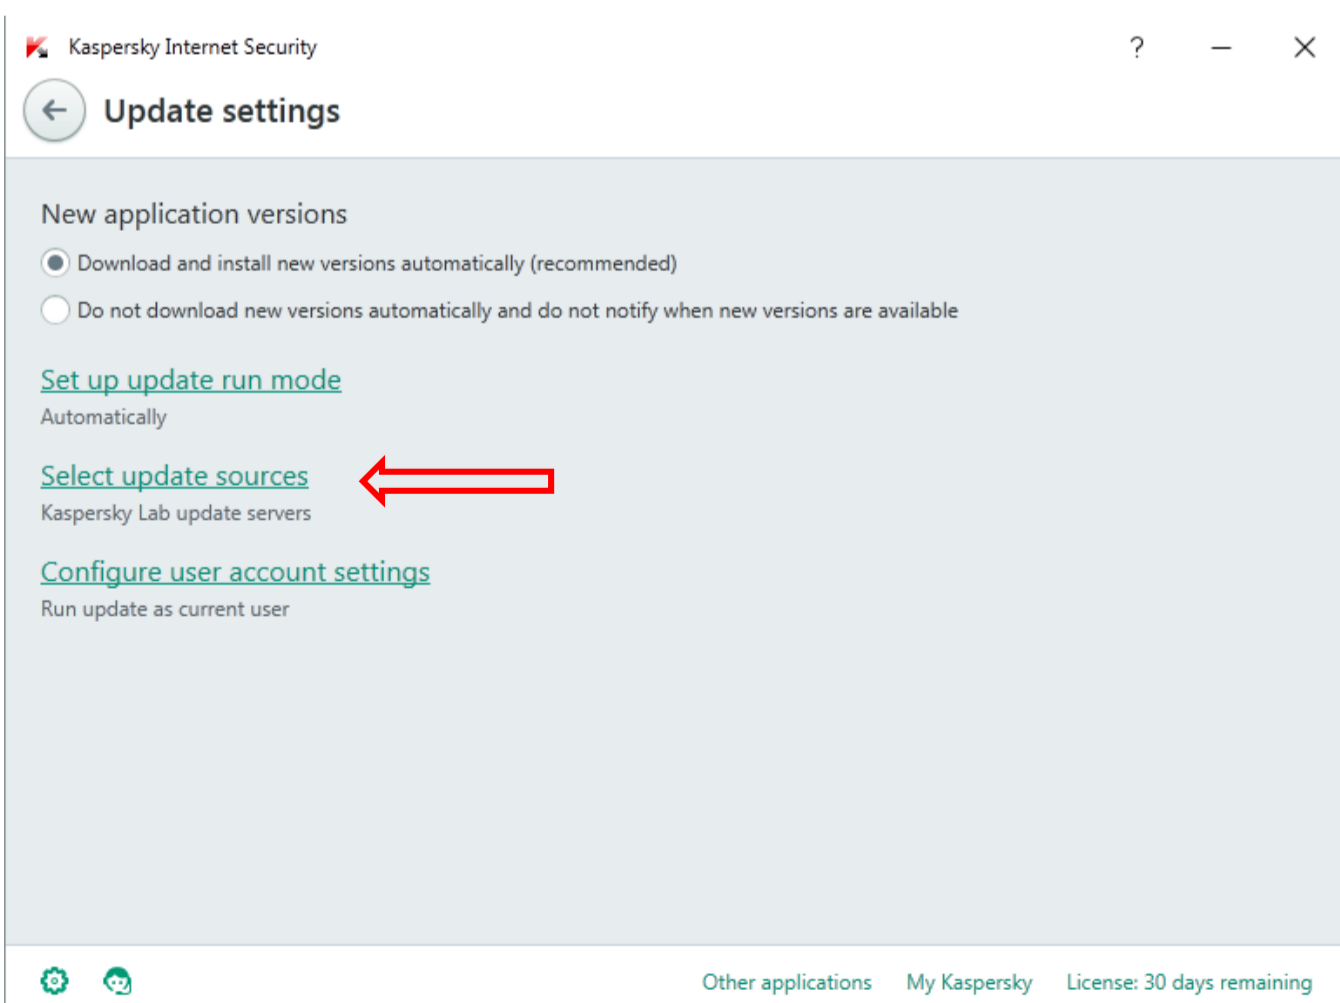 Kaspersky Internet Security
?
Update settings
New application versions
Download and install new versions automatically (recommended)
Do not download new versions automatically and do not notify when new versions are available
Set up update run mode
Automatically
Select update sources
Kaspersky Lab update servers
Configure user account settings
Run update as current user
Other applications My Kaspersky License: 30 days remaining